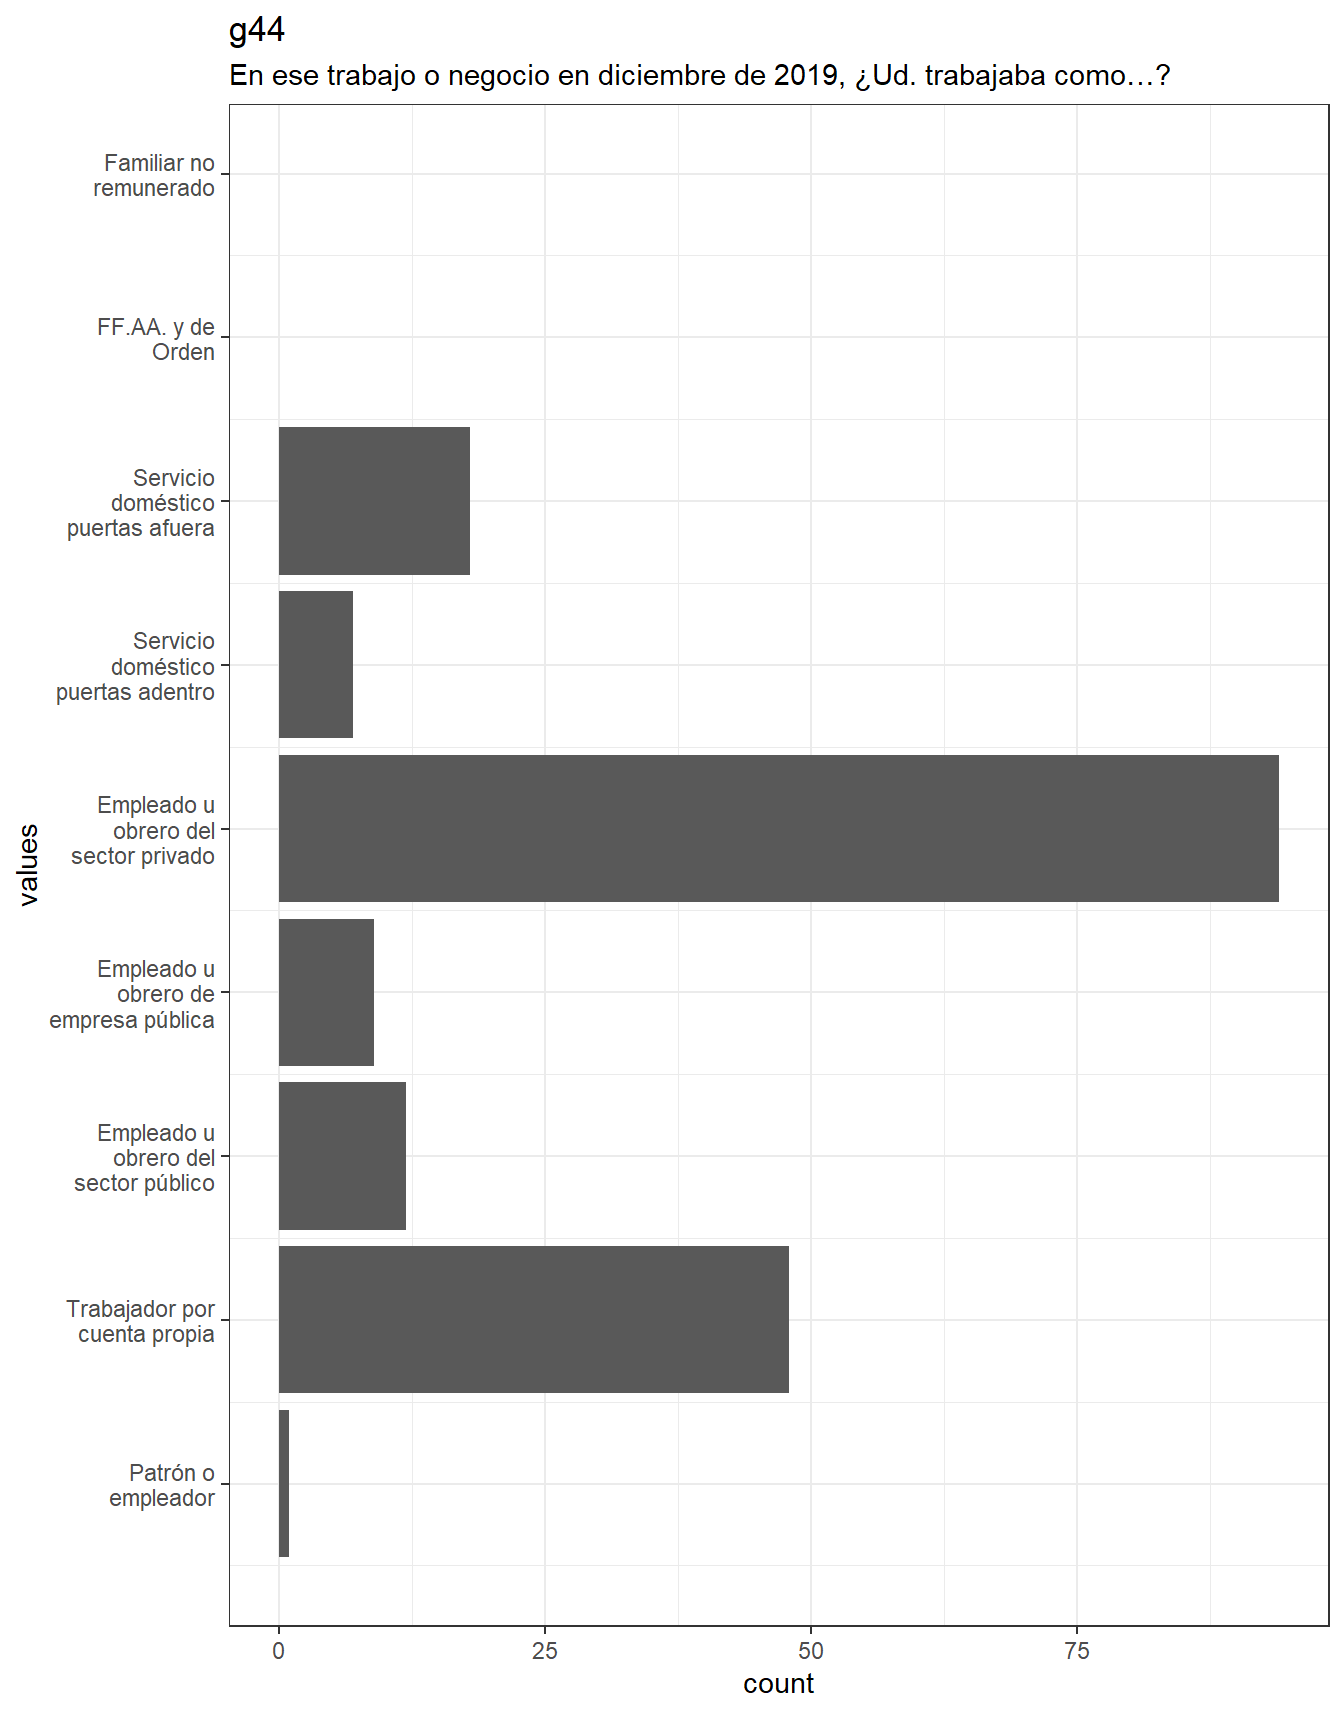 g44
En ese trabajo o negocio en diciembre de 2019, ¿Ud. trabajaba como…?
Familiar no
remunerado
FF.AA. y de
Orden
Servicio
doméstico
puertas afuera
Servicio
doméstico
puertas adentro
Empleado u
obrero del
sector privado
Empleado u
obrero de
empresa pública
Empleado u
obrero del
sector público
Trabajador por
cuenta propia
Patrón o
empleador
values
0
25
50
75
count